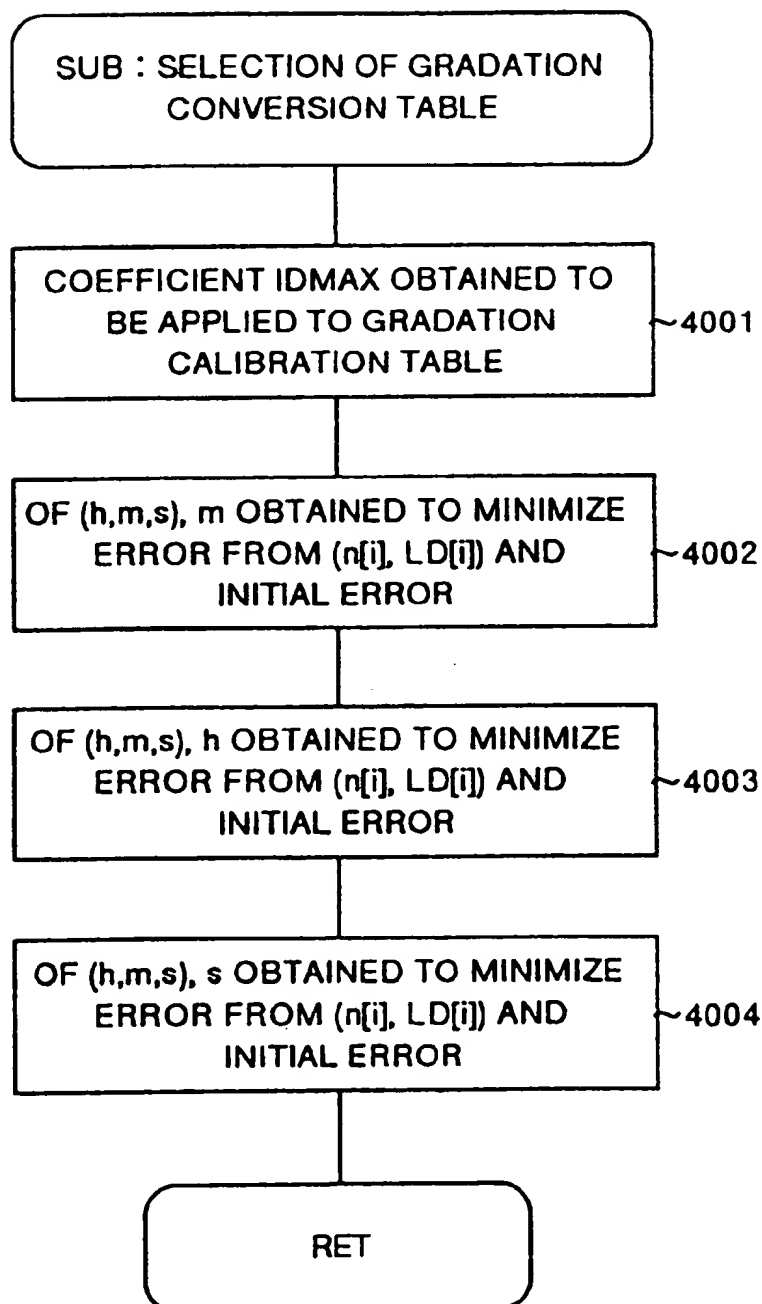 SUB : SELECTION OF GRADATION
CONVERSION TABLE
COEFFICIENT IDMAX OBTAINED TO
BE APPLIED TO GRADATION
CALIBRATION TABLE
~4001
OF (h,m,s), m OBTAINED TO MINIMIZE
ERROR FROM (n[i], LD[i]) AND
INITIAL ERROR
~4002
OF (h,m,s), h OBTAINED TO MINIMIZE
ERROR FROM (n[i], LD[i]) AND
INITIAL ERROR
~4003
OF (h,m,s), s OBTAINED TO MINIMIZE
ERROR FROM (n[i], LD[i]) AND
INITIAL ERROR
~4004
RET